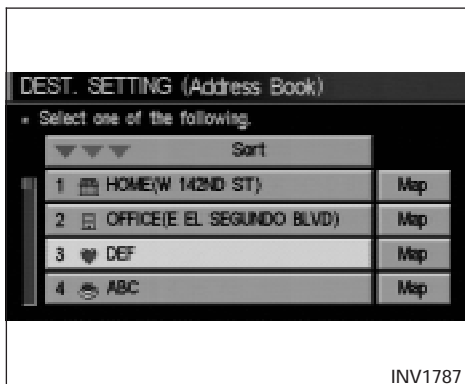 DEST. SETTING (Address Book)
Select one of the following.
Sort
1 HOME(W 142ND ST) Map
2 OFFICE(E EL SEGUNDO BLVD) Map
3 DEF Map
4 ABC Map
INV1787